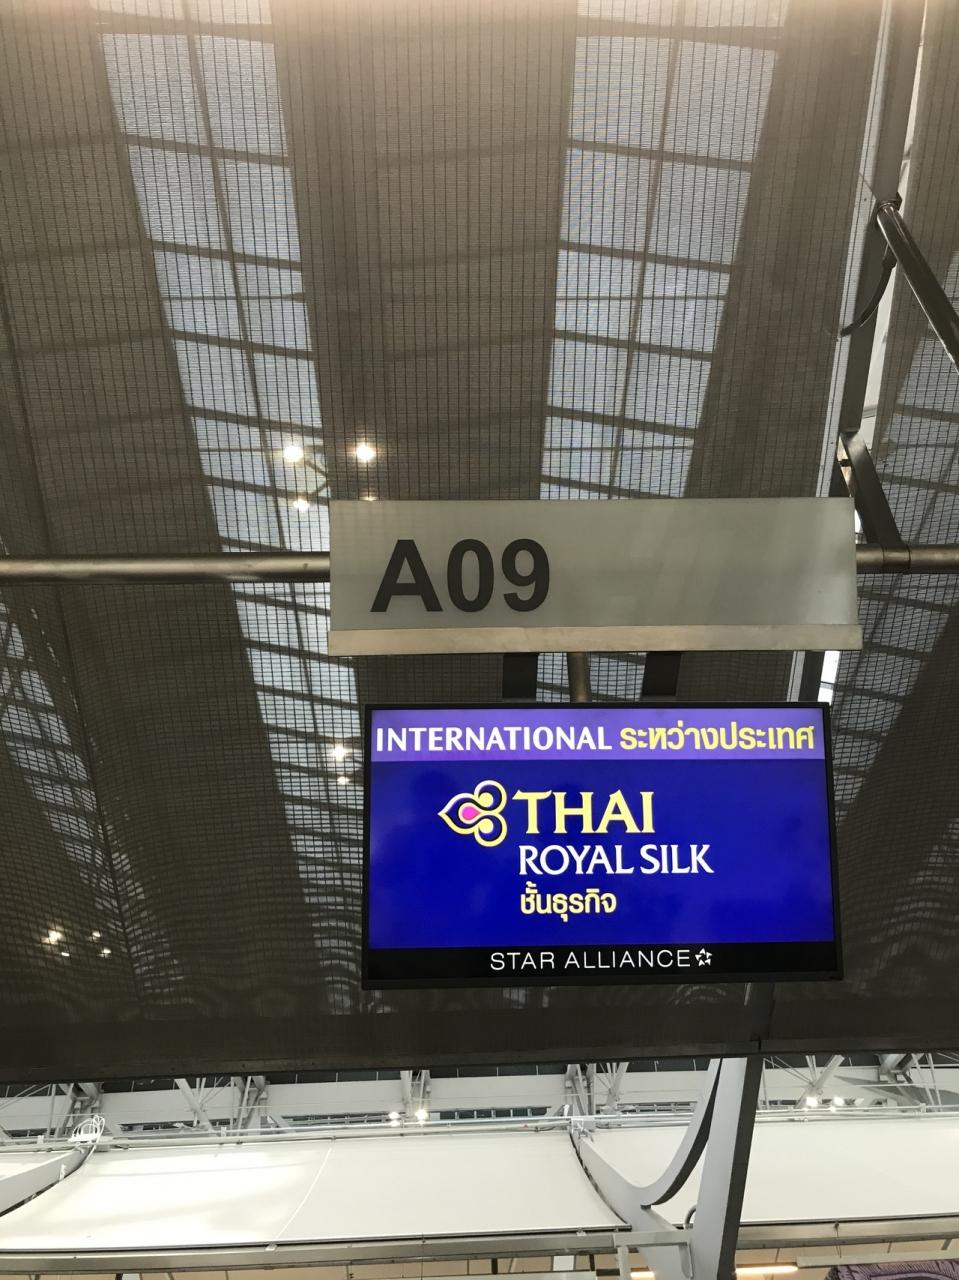 A09
INTERNATIONAL ระหว่างประเทศ
THAI
ROYAL SILK
ชั้นธุรกิจ
STAR ALLIANCE